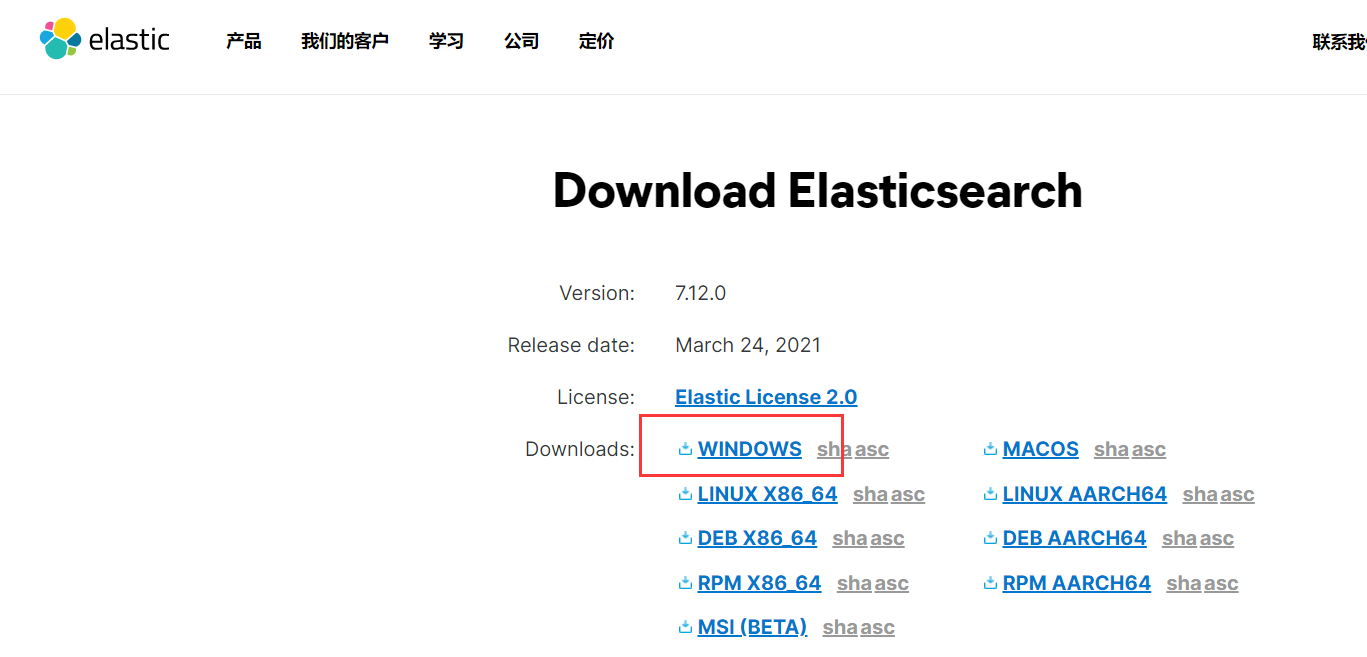 elastic 产品 我们的客户 学习 公司 定价 联系我
Download Elasticsearch
Version: 7.12.0
Release date: March 24, 2021
License: Elastic License 2.0
Downloads: WINDOWS sha asc MACOS sha asc
LINUX X86_64 sha asc LINUX AARCH64 sha asc
DEB X86_64 sha asc DEB AARCH64 sha asc
RPM X86_64 sha asc RPM AARCH64 sha asc
MSI (BETA) sha asc